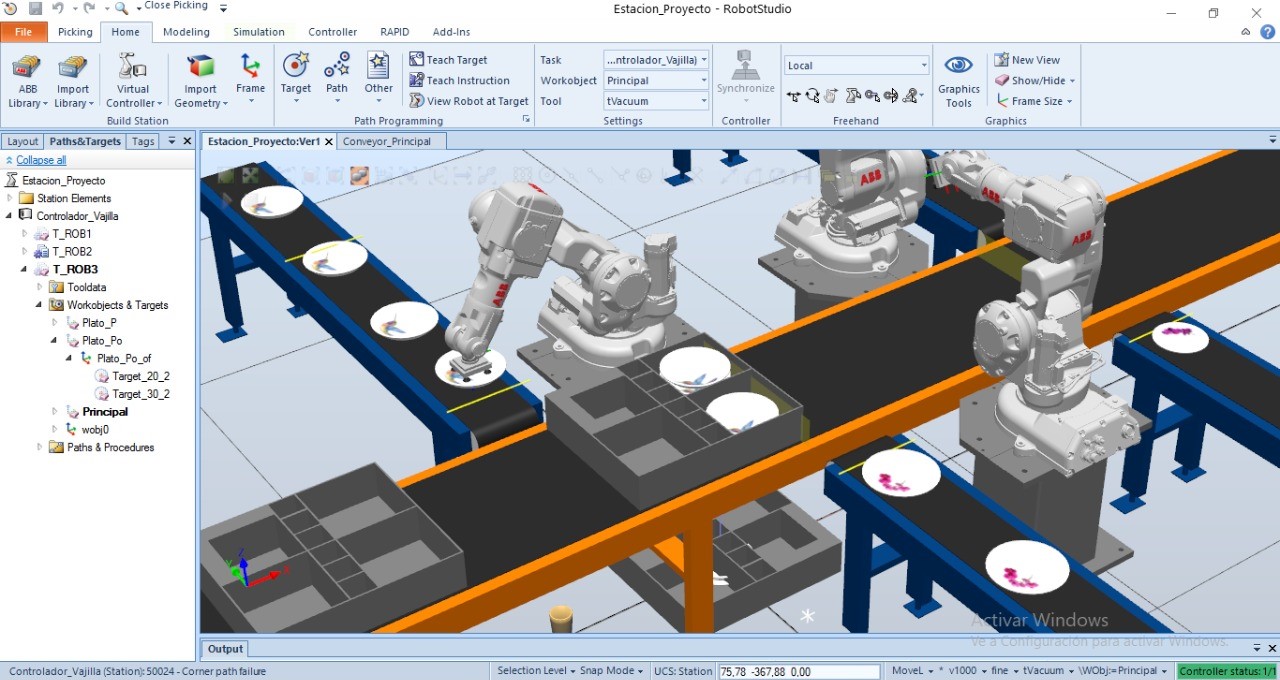 Close Picking
Estacion_Proyecto - RobotStudio
File Picking Home Modeling Simulation Controller RAPID Add-Ins
ABB Library
Import Library
Virtual Controller
Import Geometry
Frame
Build Station
Target
Path
Other
Teach Target
Teach Instruction
View Robot at Target
Path Programming
Task ...ntrolador_Vajilla)
Workobject Principal
Tool tVacuum
Settings
Synchronize
Controller
Local
Freehand
Graphics Tools
New View
Show/Hide
Frame Size
Graphics
Layout Paths&Targets Tags
Collapse all
Estacion_Proyecto
Station Elements
Controlador_Vajilla
T_ROB1
T_ROB2
T_ROB3
Tooldata
Workobjects & Targets
Plato_P
Plato_Po
Plato_Po_of
Target_20_2
Target_30_2
Principal
wobj0
Paths & Procedures
Estacion_Proyecto:Ver1 Conveyor_Principal
ABB
ABB
ABB
ABB
Activar Windows
Ve a Configuración para activar Windows.
Output
Controlador_Vajilla (Station): 50024 - Corner path failure
Selection Level Snap Mode UCS: Station 75,78 -367,88 0,00 MoveL * v1000 fine tVacuum \WObj:=Principal Controller status: 1/1